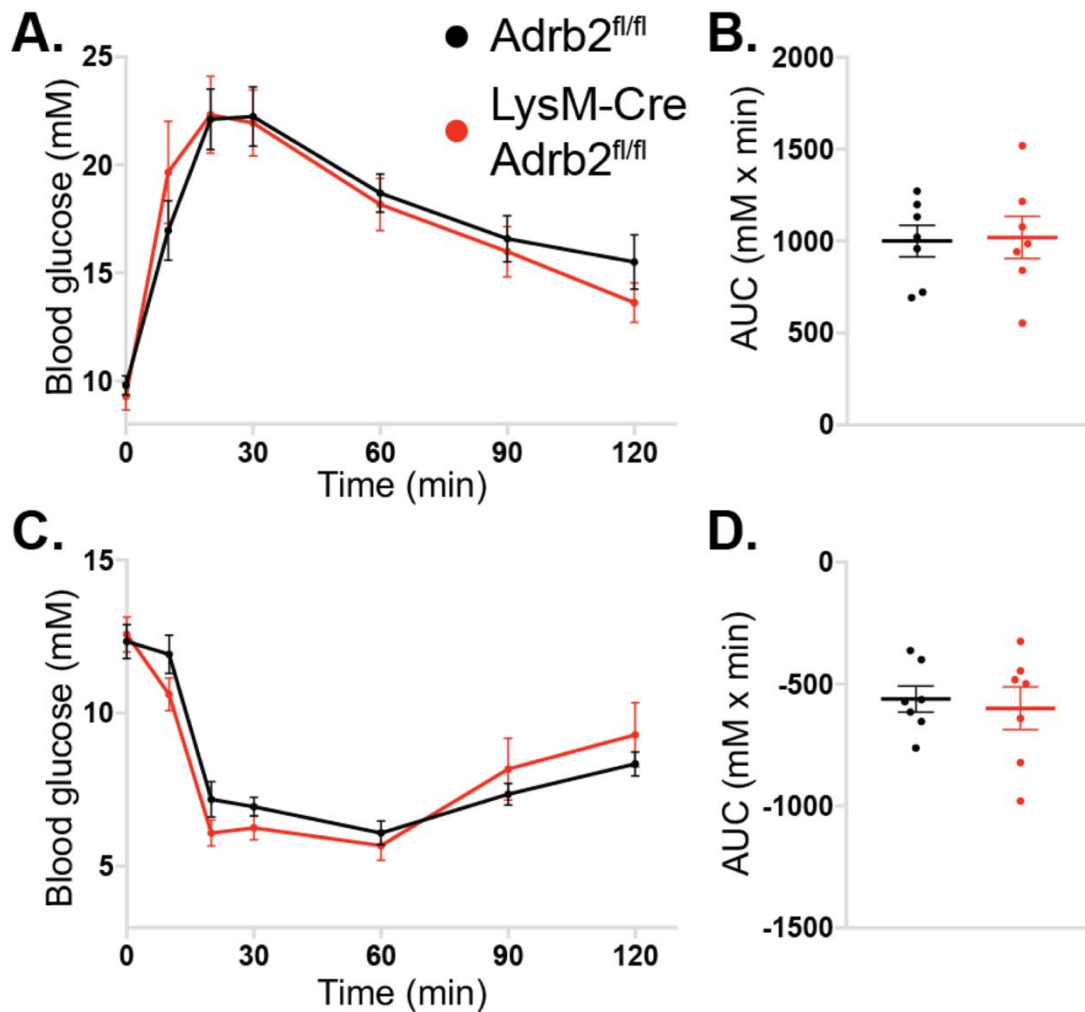 A.
Adrb2fl/fl
LysM-Cre
Adrb2fl/fl
Blood glucose (mM)
25
20
15
10
0 30 60 90 120
Time (min)
B.
AUC (mM x min)
2000
1500
1000
500
0
C.
Blood glucose (mM)
15
10
5
0 30 60 90 120
Time (min)
D.
AUC (mM x min)
0
-500
-1000
-1500